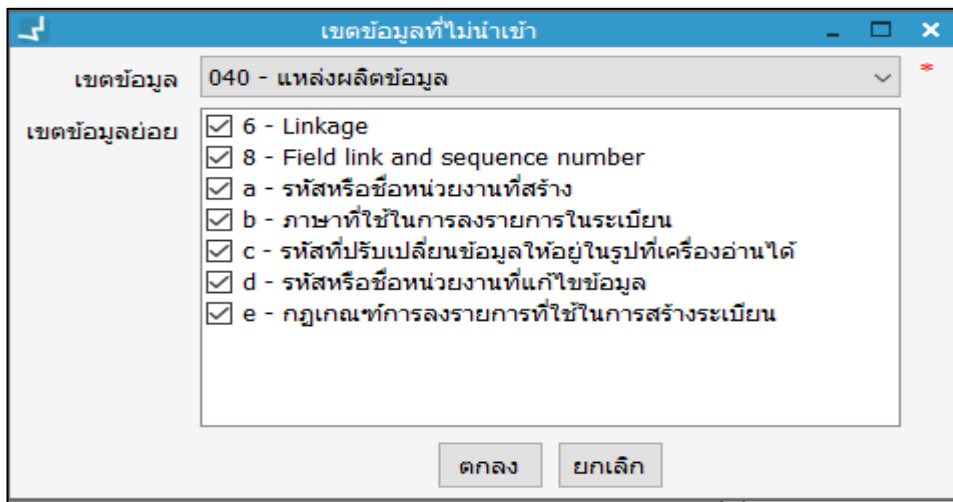 เขตข้อมูลที่ไม่นำเข้า
เขตข้อมูล 040 - แหล่งผลิตข้อมูล *
เขตข้อมูลย่อย
6 - Linkage
8 - Field link and sequence number
a - รหัสหรือชื่อหน่วยงานที่สร้าง
b - ภาษาที่ใช้ในการลงรายการในระเบียน
c - รหัสที่ปรับเปลี่ยนข้อมูลให้อยู่ในรูปที่เครื่องอ่านได้
d - รหัสหรือชื่อหน่วยงานที่แก้ไขข้อมูล
e - กฎเกณฑ์การลงรายการที่ใช้ในการสร้างระเบียน
ตกลง ยกเลิก